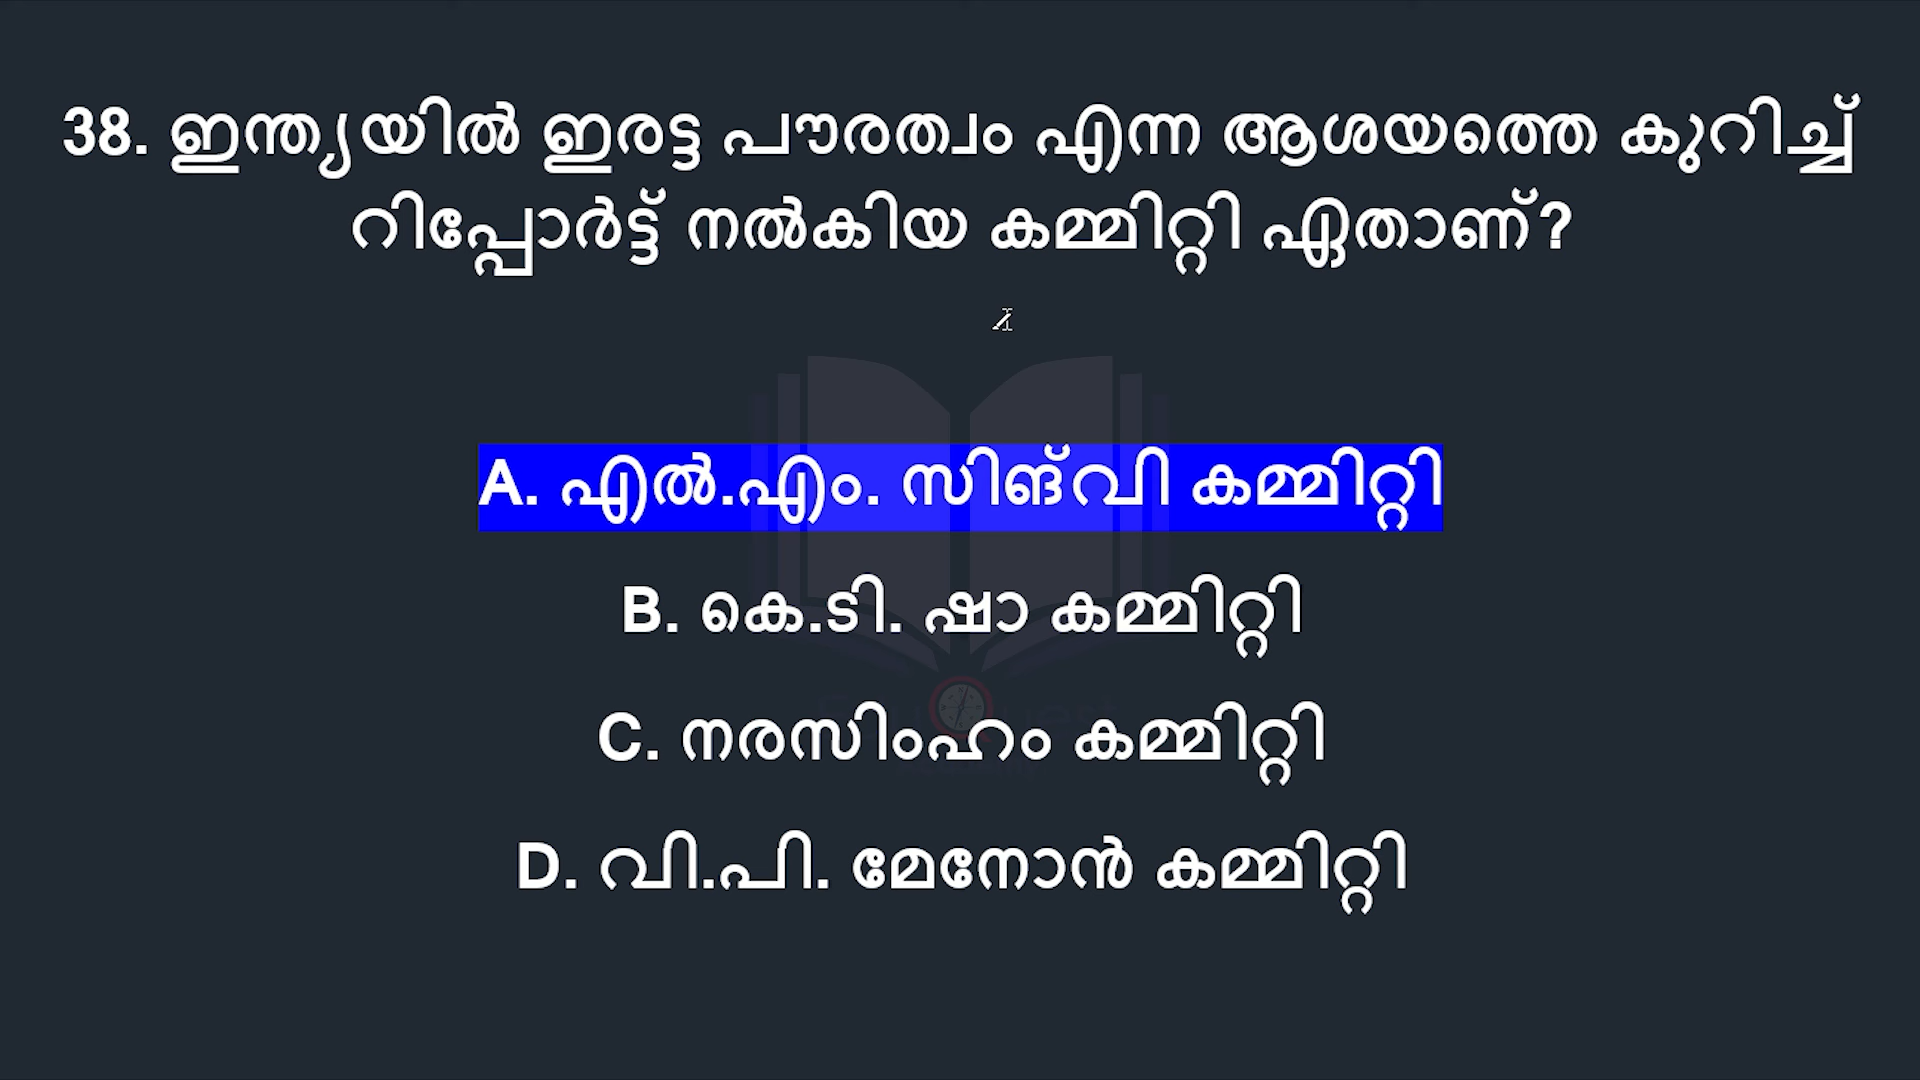 38. ഇന്ത്യയിൽ ഇരട്ട പൗരത്വം എന്ന ആശയത്തെ കുറിച്ച്
റിപ്പോർട്ട് നൽകിയ കമ്മിറ്റി ഏതാണ്?
A. എൽ.എം. സിങ്‌വി കമ്മിറ്റി
B. കെ.ടി. ഷാ കമ്മിറ്റി
C. നരസിംഹം കമ്മിറ്റി
D. വി.പി. മേനോൻ കമ്മിറ്റി